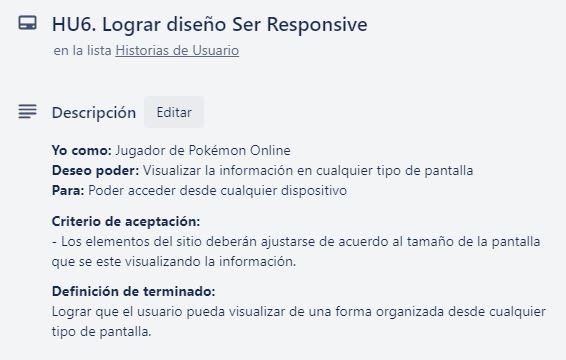 HU6. Lograr diseño Ser Responsive
en la lista Historias de Usuario
Descripción Editar
Yo como: Jugador de Pokémon Online
Deseo poder: Visualizar la información en cualquier tipo de pantalla
Para: Poder acceder desde cualquier dispositivo
Criterio de aceptación:
- Los elementos del sitio deberán ajustarse de acuerdo al tamaño de la pantalla
que se este visualizando la información.
Definición de terminado:
Lograr que el usuario pueda visualizar de una forma organizada desde cualquier
tipo de pantalla.